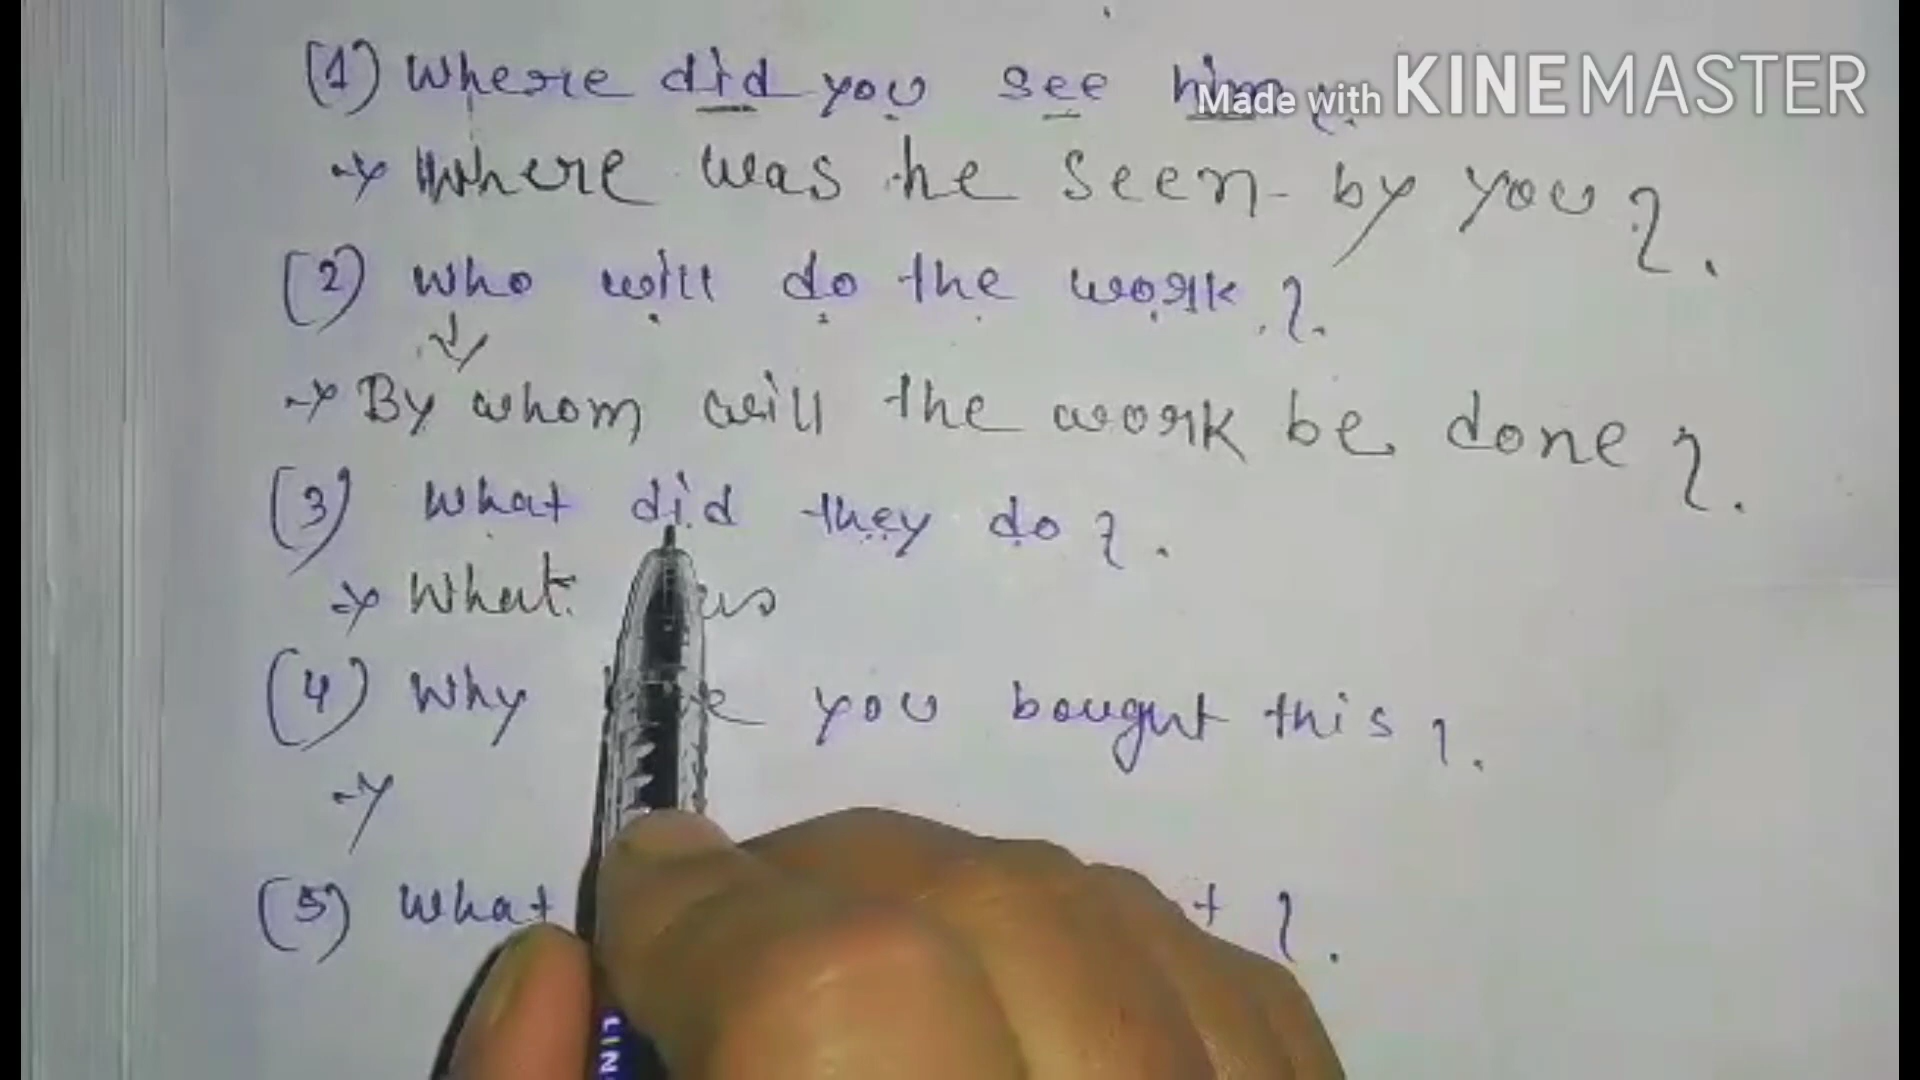 (1) Where did you see him?
Made with KINEMASTER
→ Where was he seen by you?
(2) who will do the work?
→ By whom will the work be done?
(3) What did they do?
→ What
(4) Why you bought this?
→
(5) What ?
LIN